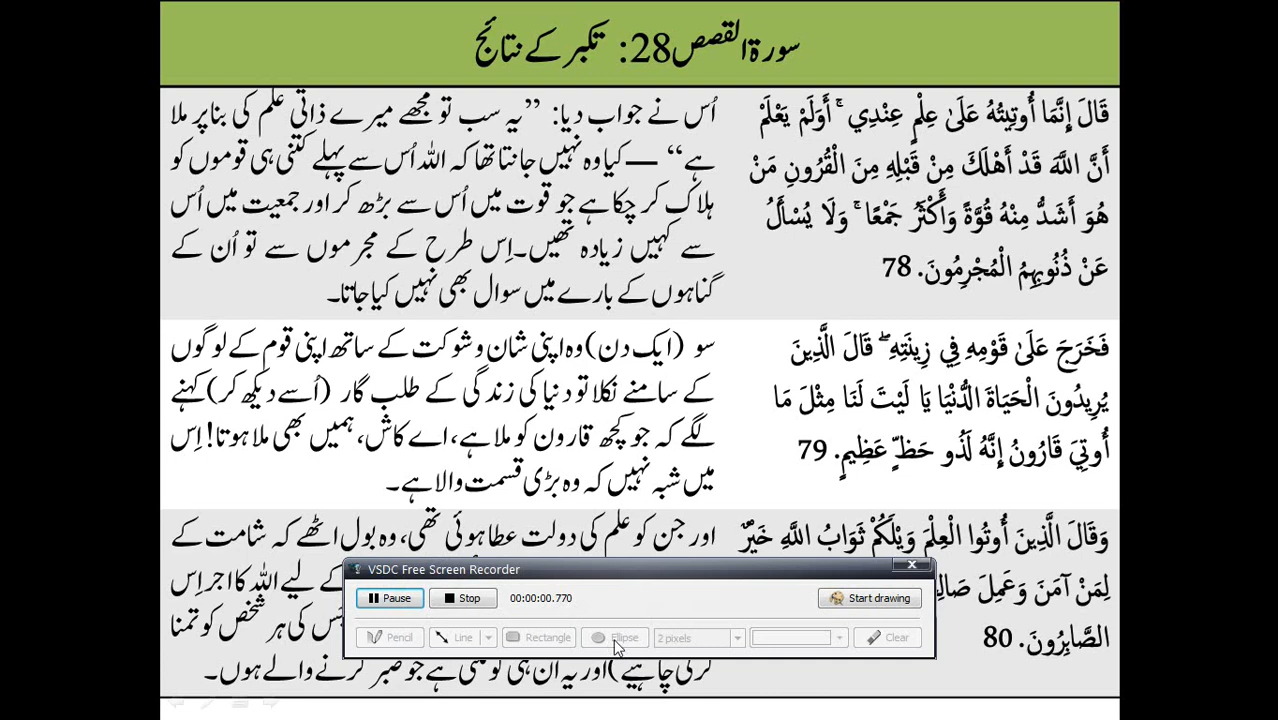 سورة القصص 28: تکبر کے نتائج
قَالَ إِنَّمَا أُوتِيتُهُ عَلَىٰ عِلْمٍ عِنْدِي ۚ أَوَلَمْ يَعْلَمْ
أَنَّ اللَّهَ قَدْ أَهْلَكَ مِنْ قَبْلِهِ مِنَ الْقُرُونِ مَنْ
هُوَ أَشَدُّ مِنْهُ قُوَّةً وَأَكْثَرُ جَمْعًا ۚ وَلَا يُسْأَلُ
عَنْ ذُنُوبِهِمُ الْمُجْرِمُونَ. 78
اُس نے جواب دیا: ’’یہ سب تو مجھے میرے ذاتی علم کی بناپر ملا
ہے‘‘ — کیا وہ نہیں جانتا تھا کہ اللہ اُس سے پہلے کتنی ہی قوموں کو
ہلاک کر چکا ہے جو قوت میں اُس سے بڑھ کر اور جمعیت میں اُس
سے کہیں زیادہ تھیں۔ اِس طرح کے مجرموں سے تو اُن کے
گناہوں کے بارے میں سوال بھی نہیں کیا جاتا۔
فَخَرَجَ عَلَىٰ قَوْمِهِ فِي زِينَتِهِ ۖ قَالَ الَّذِينَ
يُرِيدُونَ الْحَيَاةَ الدُّنْيَا يَا لَيْتَ لَنَا مِثْلَ مَا
أُوتِيَ قَارُونُ إِنَّهُ لَذُو حَظٍّ عَظِيمٍ. 79
سو (ایک دن) وہ اپنی شان و شوکت کے ساتھ اپنی قوم کے لوگوں
کے سامنے نکلا تو دنیا کی زندگی کے طلب گار (اُسے دیکھ کر) کہنے
لگے کہ جو کچھ قارون کو ملا ہے، اے کاش، ہمیں بھی ملا ہوتا! اِس
میں شبہ نہیں کہ وہ بڑی قسمت والا ہے۔
وَقَالَ الَّذِينَ أُوتُوا الْعِلْمَ وَيْلَكُمْ ثَوَابُ اللَّهِ خَيْرٌ
لِمَنْ آمَنَ وَعَمِلَ
الصَّابِرُونَ. 80
اور جن کو علم کی دولت عطا ہوئی تھی، وہ بول اٹھے کہ شامت کے
کے لیے اللہ کا اجر اِس
کی ہر شخص کو تمنا
کرنی چاہیے) اور یہ اُن ہی کو ملتی ہے جو صبر کرنے والے ہوں۔
VSDC Free Screen Recorder
Pause Stop 00:00:00.770 Start drawing
Pencil Line Rectangle Ellipse 2 pixels Clear